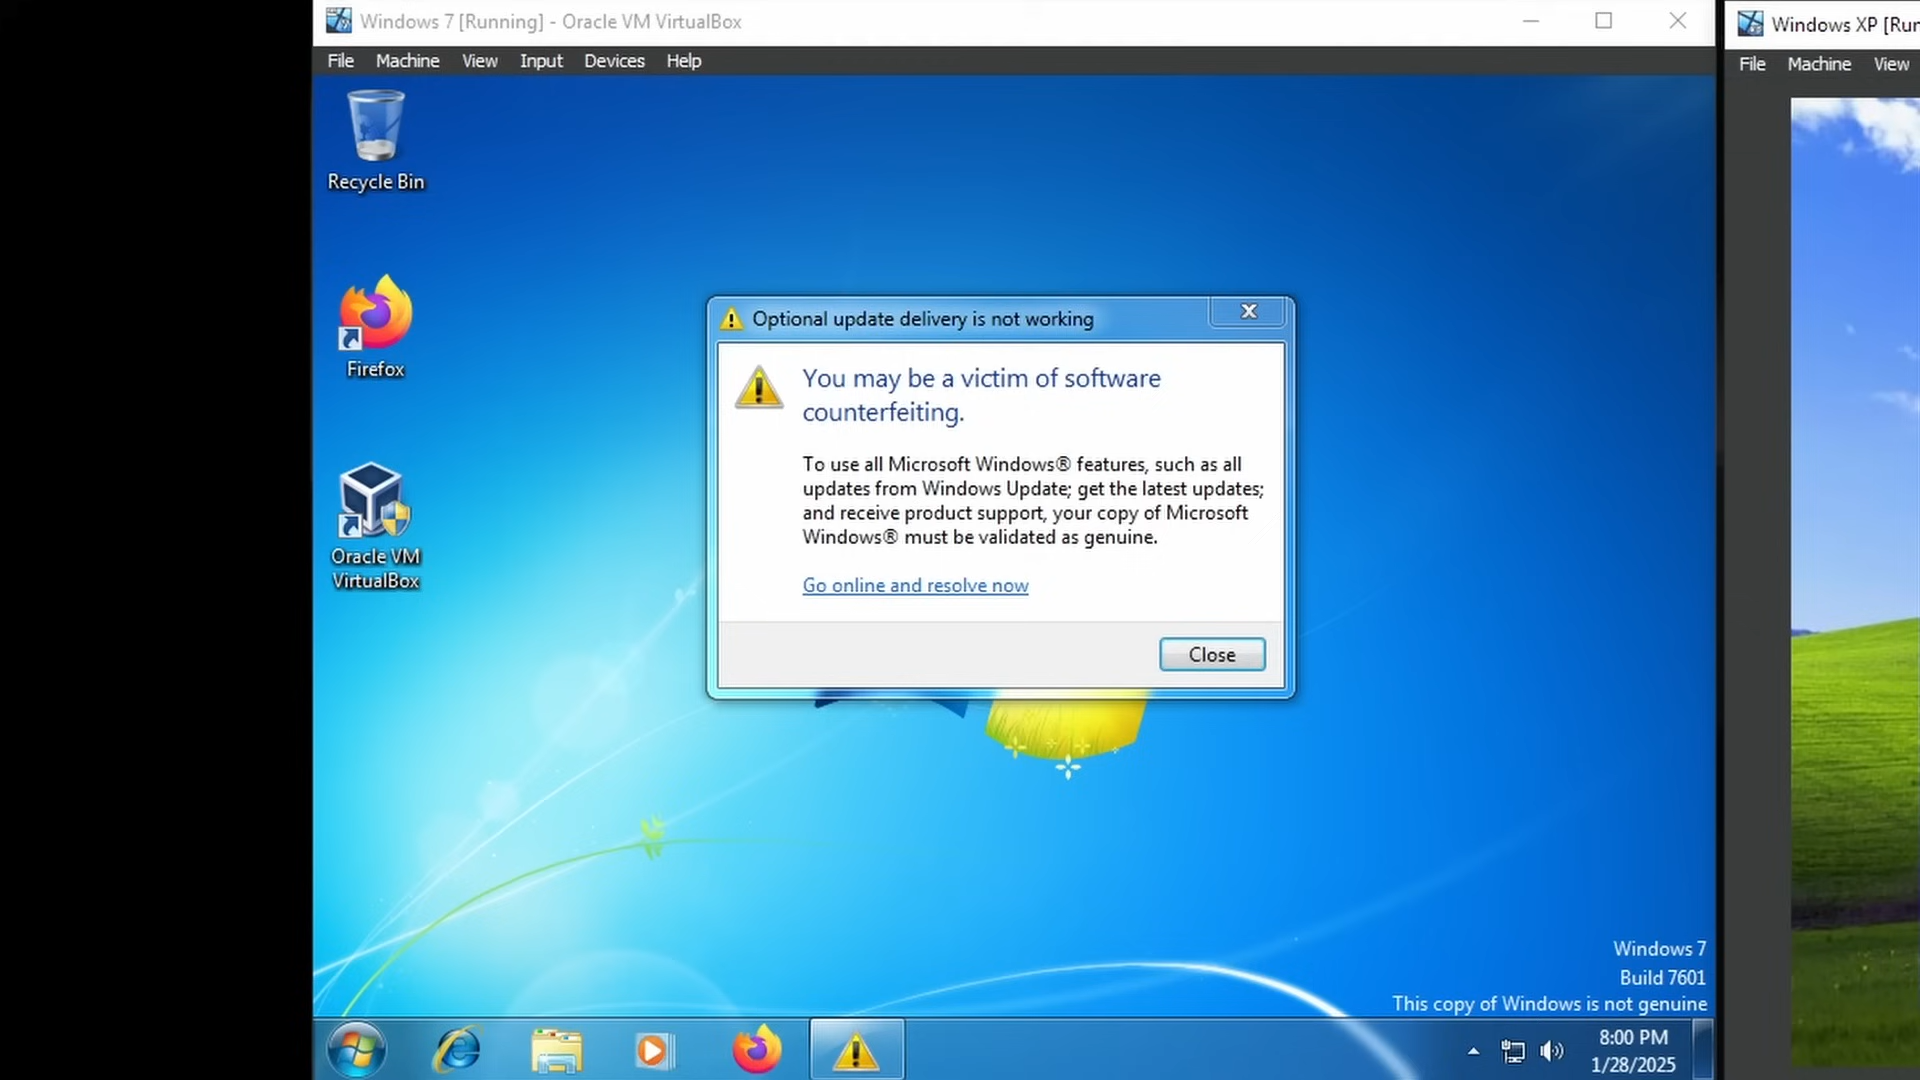 Windows 7 [Running] - Oracle VM VirtualBox
File Machine View Input Devices Help
Windows XP [Run
File Machine View
Recycle Bin
Firefox
Oracle VM
VirtualBox
Optional update delivery is not working
You may be a victim of software
counterfeiting.
To use all Microsoft Windows® features, such as all
updates from Windows Update; get the latest updates;
and receive product support, your copy of Microsoft
Windows® must be validated as genuine.
Go online and resolve now
Close
Windows 7
Build 7601
This copy of Windows is not genuine
8:00 PM
1/28/2025